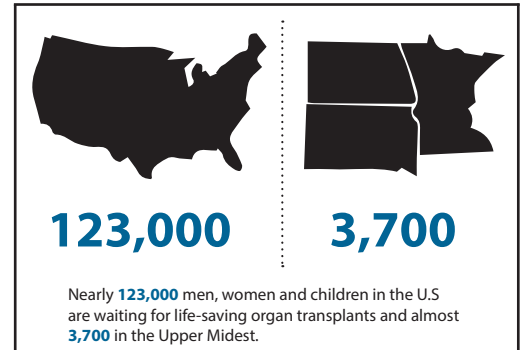 123,000
3,700
Nearly 123,000 men, women and children in the U.S
are waiting for life-saving organ transplants and almost
3,700 in the Upper Midest.